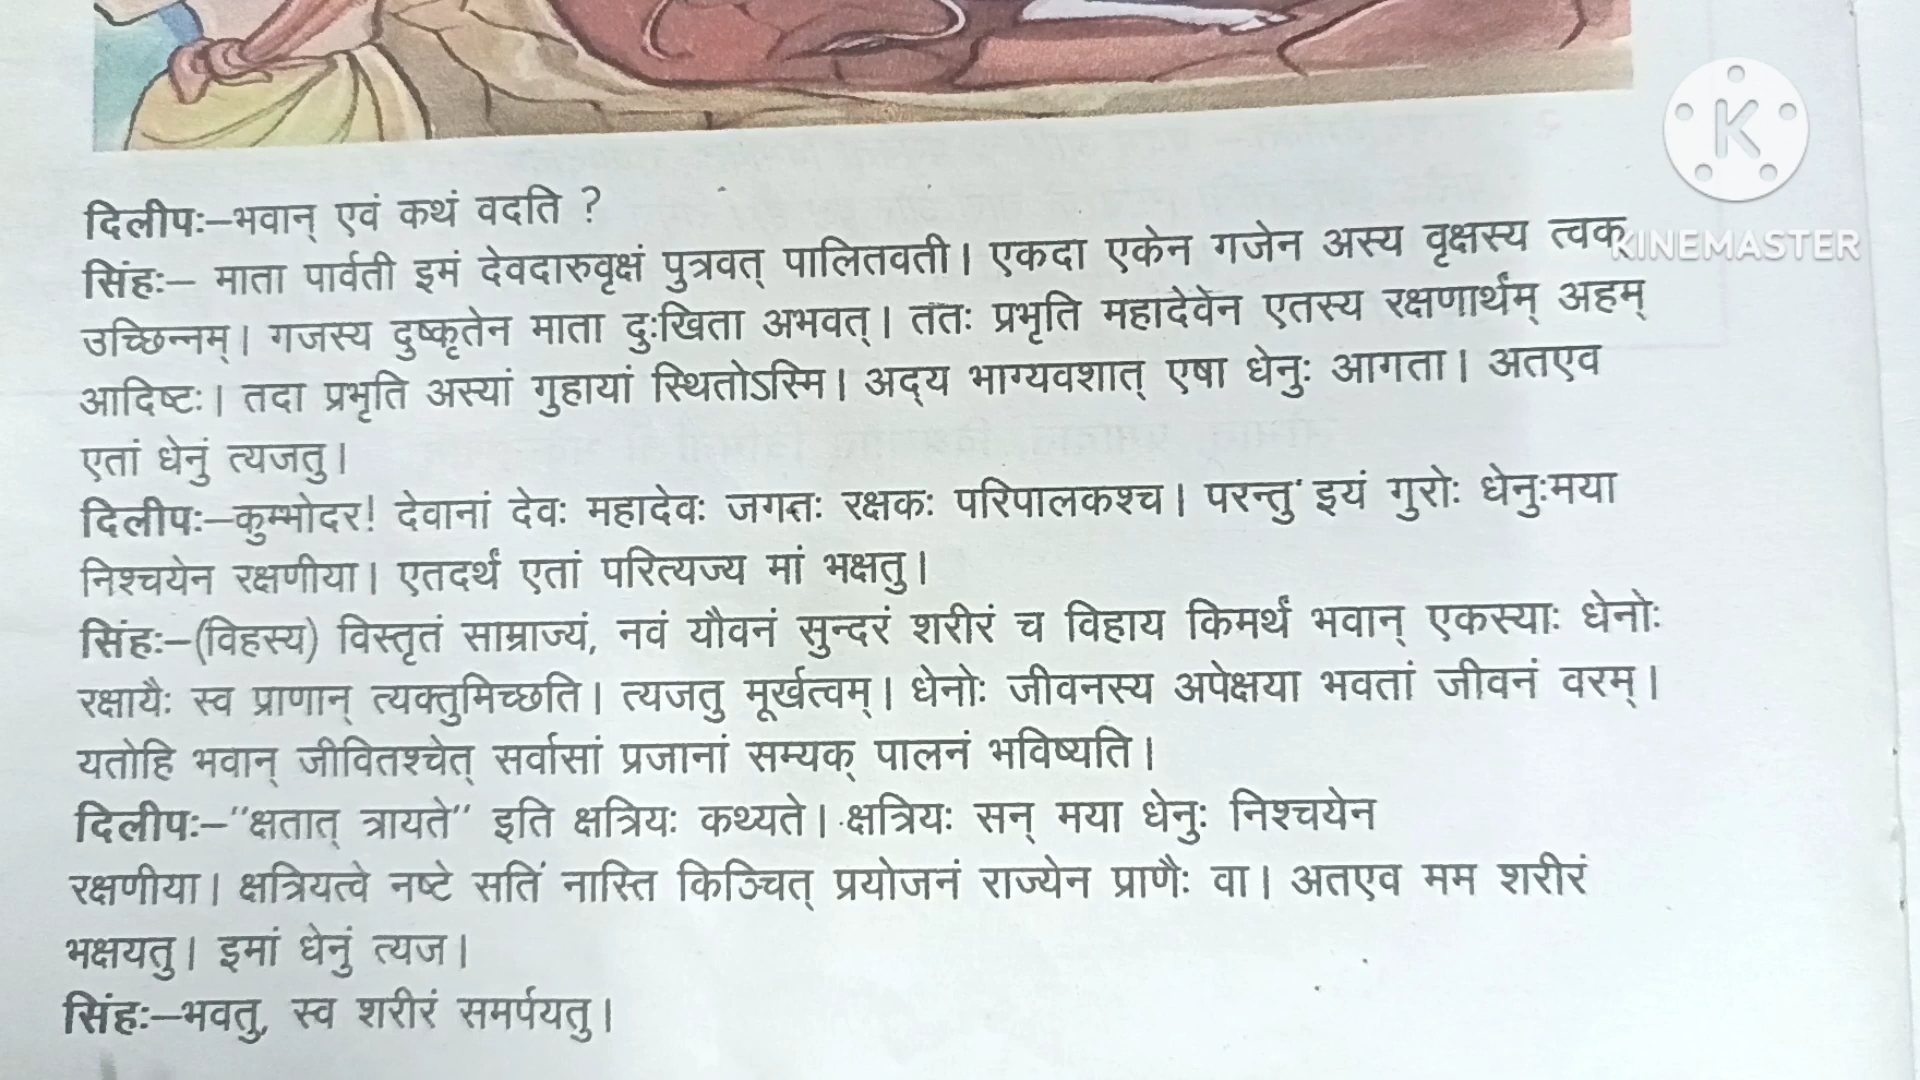 K
KINEMASTER
दिलीपः–भवान् एवं कथं वदति ?
सिंहः– माता पार्वती इमं देवदारुवृक्षं पुत्रवत् पालितवती। एकदा एकेन गजेन अस्य वृक्षस्य त्वक्
उच्छिन्नम्। गजस्य दुष्कृतेन माता दुःखिता अभवत्। ततः प्रभृति महादेवेन एतस्य रक्षणार्थम् अहम्
आदिष्टः। तदा प्रभृति अस्यां गुहायां स्थितोऽस्मि। अद्य भाग्यवशात् एषा धेनुः आगता। अतएव
एतां धेनुं त्यजतु।
दिलीपः–कुम्भोदर! देवानां देवः महादेवः जगतः रक्षकः परिपालकश्च। परन्तु इयं गुरोः धेनुःमया
निश्चयेन रक्षणीया। एतदर्थं एतां परित्यज्य मां भक्षतु।
सिंहः–(विहस्य) विस्तृतं साम्राज्यं, नवं यौवनं सुन्दरं शरीरं च विहाय किमर्थं भवान् एकस्याः धेनोः
रक्षायैः स्व प्राणान् त्यक्तुमिच्छति। त्यजतु मूर्खत्वम्। धेनोः जीवनस्य अपेक्षया भवतां जीवनं वरम्।
यतोहि भवान् जीवितश्चेत् सर्वासां प्रजानां सम्यक् पालनं भविष्यति।
दिलीपः–"क्षतात् त्रायते" इति क्षत्रियः कथ्यते। क्षत्रियः सन् मया धेनुः निश्चयेन
रक्षणीया। क्षत्रियत्वे नष्टे सति नास्ति किञ्चित् प्रयोजनं राज्येन प्राणैः वा। अतएव मम शरीरं
भक्षयतु। इमां धेनुं त्यज।
सिंहः–भवतु, स्व शरीरं समर्पयतु।